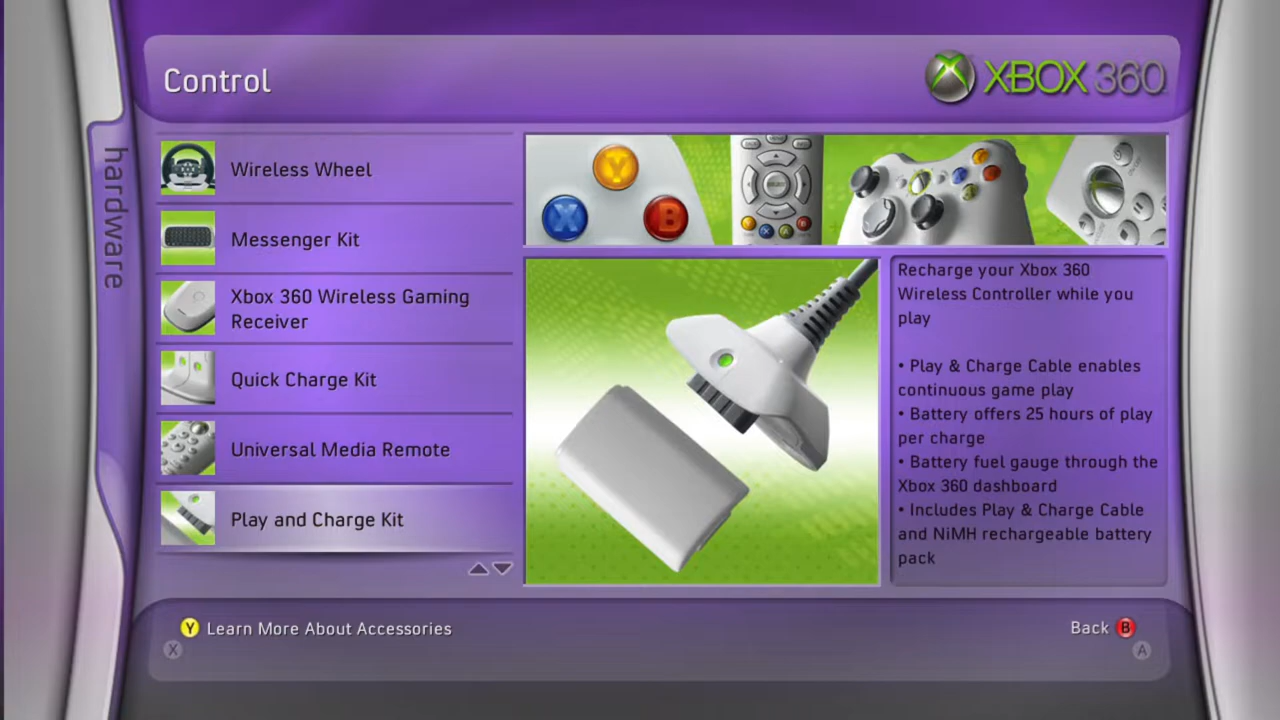 Control
XBOX 360
hardware
Wireless Wheel
Messenger Kit
Xbox 360 Wireless Gaming
Receiver
Quick Charge Kit
Universal Media Remote
Play and Charge Kit
Y
X B
Recharge your Xbox 360
Wireless Controller while you
play
• Play & Charge Cable enables
continuous game play
• Battery offers 25 hours of play
per charge
• Battery fuel gauge through the
Xbox 360 dashboard
• Includes Play & Charge Cable
and NiMH rechargeable battery
pack
Y Learn More About Accessories
X
Back B
A